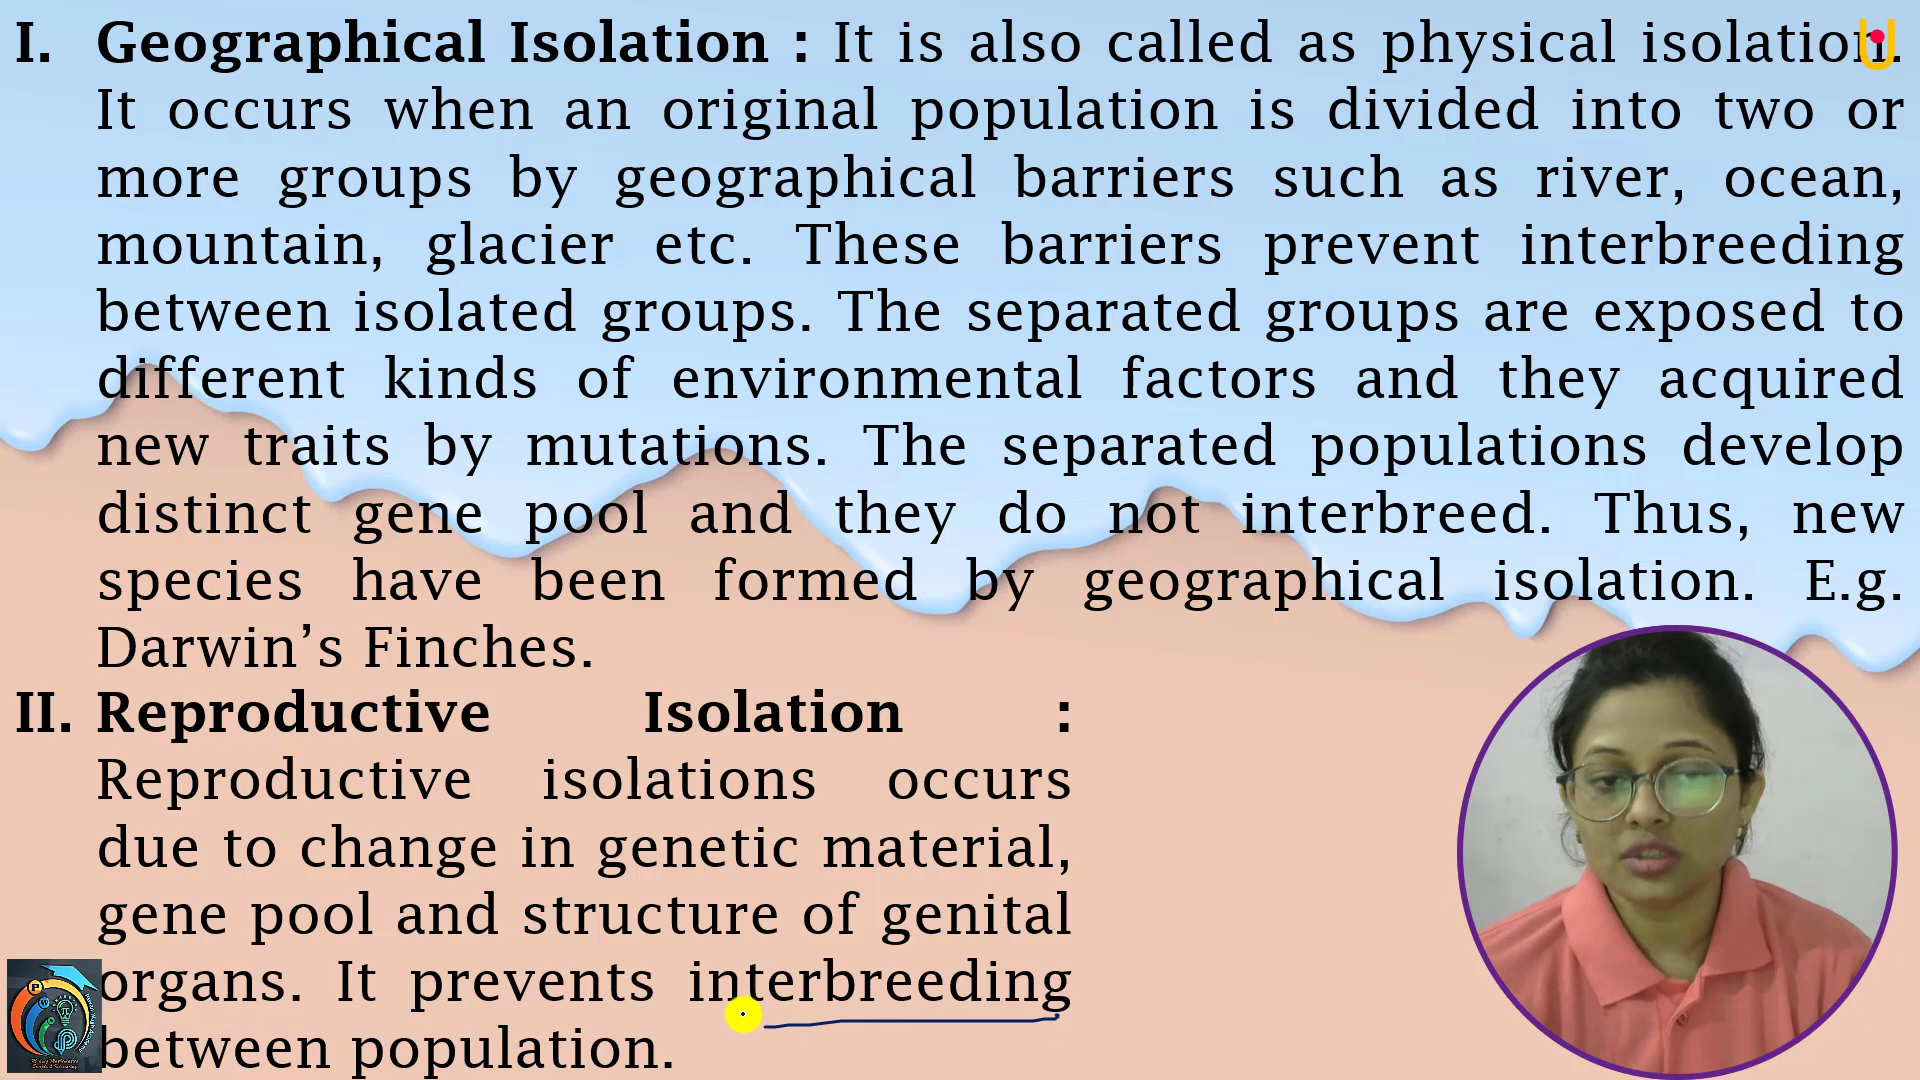 I. Geographical Isolation : It is also called as physical isolation.
It occurs when an original population is divided into two or
more groups by geographical barriers such as river, ocean,
mountain, glacier etc. These barriers prevent interbreeding
between isolated groups. The separated groups are exposed to
different kinds of environmental factors and they acquired
new traits by mutations. The separated populations develop
distinct gene pool and they do not interbreed. Thus, new
species have been formed by geographical isolation. E.g.
Darwin’s Finches.
II. Reproductive Isolation :
Reproductive isolations occurs
due to change in genetic material,
gene pool and structure of genital
organs. It prevents interbreeding
between population.